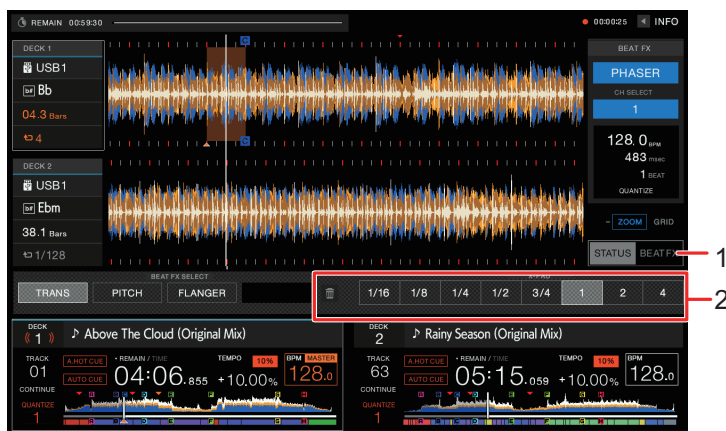 REMAIN 00:59:30
00:00:25 INFO
DECK 1
USB1
Bb
04.3 Bars
4
C
C
BEAT FX
PHASER
CH SELECT
1
128.0 BPM
483 msec
1 BEAT
QUANTIZE
DECK 2
USB1
Ebm
38.1 Bars
1/128
- ZOOM GRID
STATUS BEAT FX
1
BEAT FX SELECT
X-PAD
TRANS PITCH FLANGER
1/16 1/8 1/4 1/2 3/4 1 2 4
2
DECK
1
♪ Above The Cloud (Original Mix)
TRACK
01
CONTINUE
QUANTIZE
1
A.HOT CUE
AUTO CUE
REMAIN / TIME
04:06.855
TEMPO 10%
+10.00%
BPM MASTER
128.0
DECK
2
♪ Rainy Season (Original Mix)
TRACK
63
CONTINUE
QUANTIZE
1
A.HOT CUE
AUTO CUE
REMAIN / TIME
05:15.059
TEMPO 10%
+10.00%
BPM
128.0